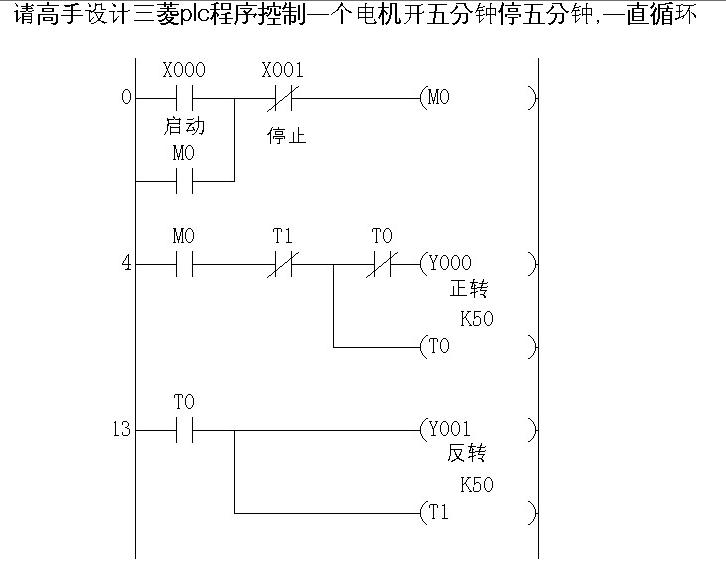 请高手设计三菱plc程序控制一个电机开五分钟停五分钟,一直循环
X000 X001
0 (M0 )
启动 停止
M0
M0 T1 T0
4 (Y000 )
正转
K50
(T0 )
T0
13 (Y001 )
反转
K50
(T1 )